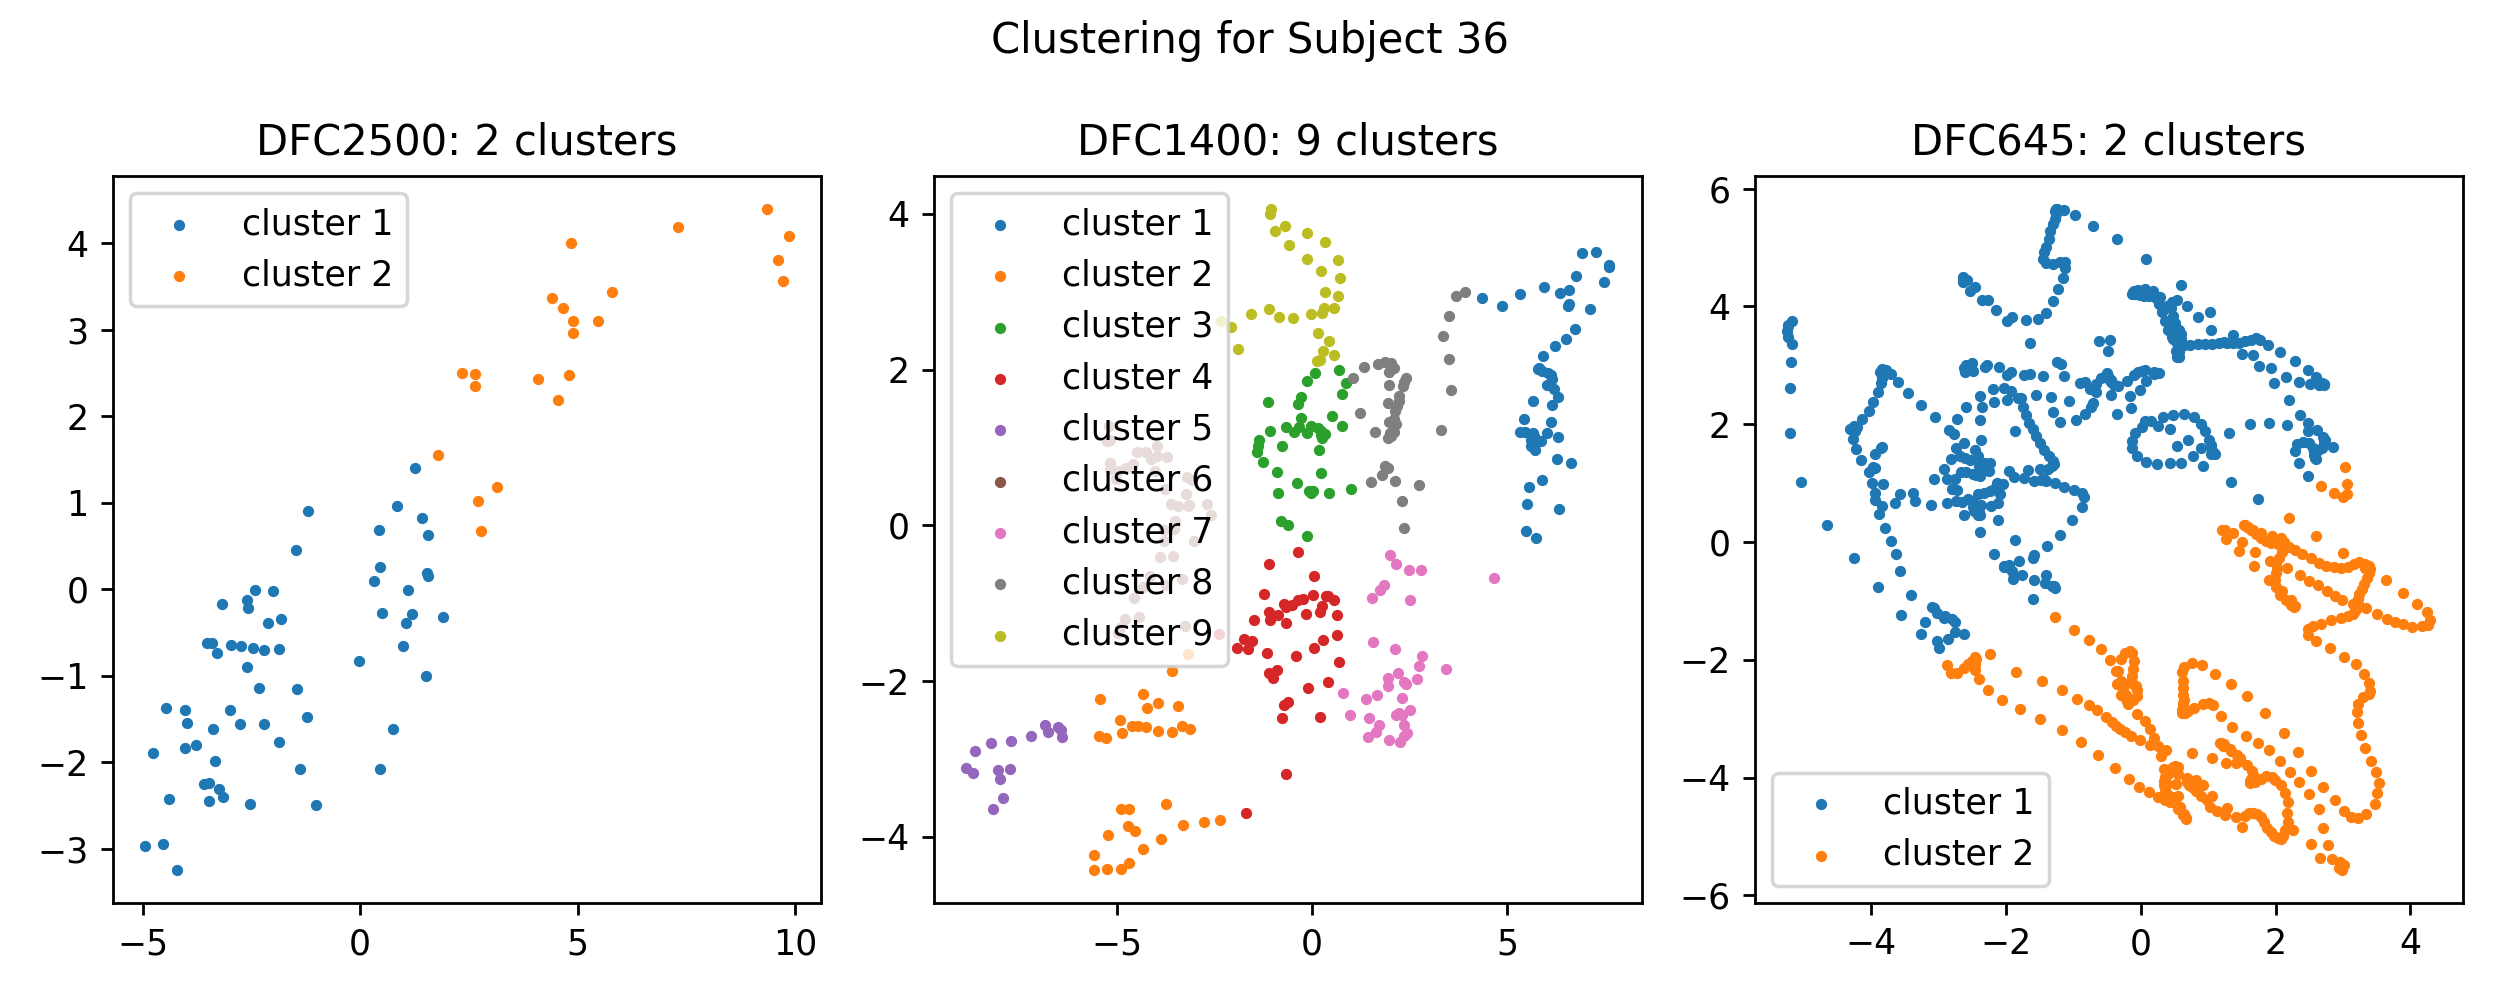 Clustering for Subject 36
DFC2500: 2 clusters
cluster 1
cluster 2
4
3
2
1
0
−1
−2
−3
−5
0
5
10
DFC1400: 9 clusters
cluster 1
cluster 2
cluster 3
cluster 4
cluster 5
cluster 6
cluster 7
cluster 8
cluster 9
4
2
0
−2
−4
−5
0
5
DFC645: 2 clusters
6
4
2
0
−2
−4
−6
cluster 1
cluster 2
−4
−2
0
2
4